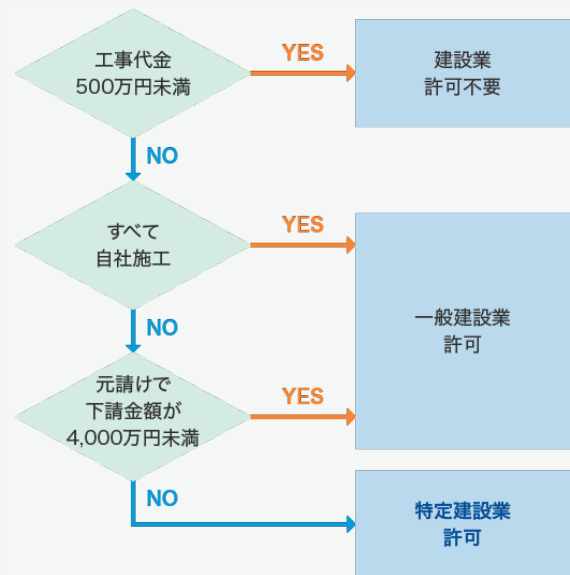 工事代金
500万円未満
YES
建設業
許可不要
NO
すべて
自社施工
YES
一般建設業
許可
NO
元請けで
下請金額が
4,000万円未満
YES
NO
特定建設業
許可